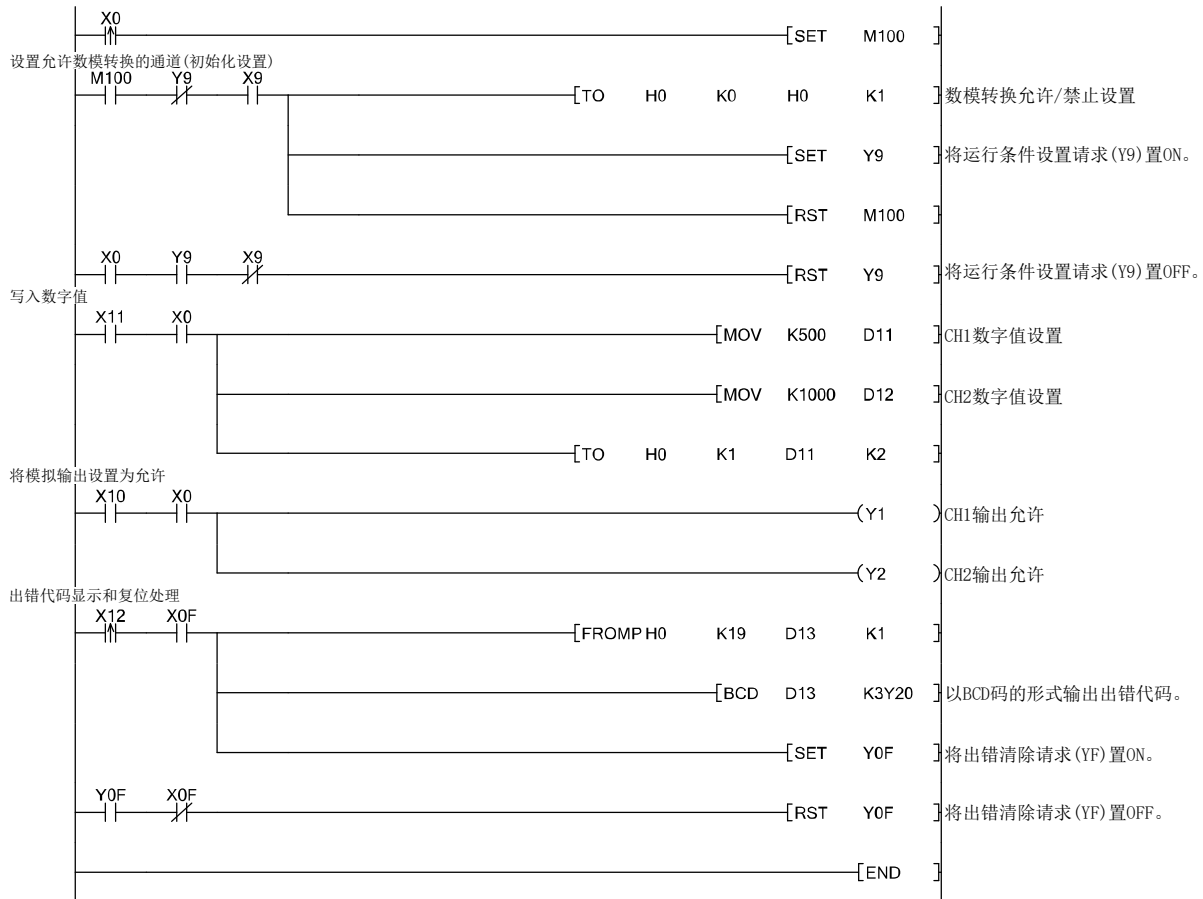 X0
[SET M100 ]
设置允许数模转换的通道(初始化设置)
M100 Y9 X9
[TO H0 K0 H0 K1 ] 数模转换允许/禁止设置
[SET Y9 ] 将运行条件设置请求(Y9)置ON。
[RST M100 ]
X0 Y9 X9
[RST Y9 ] 将运行条件设置请求(Y9)置OFF。
写入数字值
X11 X0
[MOV K500 D11 ] CH1数字值设置
[MOV K1000 D12 ] CH2数字值设置
[TO H0 K1 D11 K2 ]
将模拟输出设置为允许
X10 X0
(Y1 ) CH1输出允许
(Y2 ) CH2输出允许
出错代码显示和复位处理
X12 X0F
[FROMP H0 K19 D13 K1 ]
[BCD D13 K3Y20 ] 以BCD码的形式输出出错代码。
[SET Y0F ] 将出错清除请求(YF)置ON。
Y0F X0F
[RST Y0F ] 将出错清除请求(YF)置OFF。
[END ]